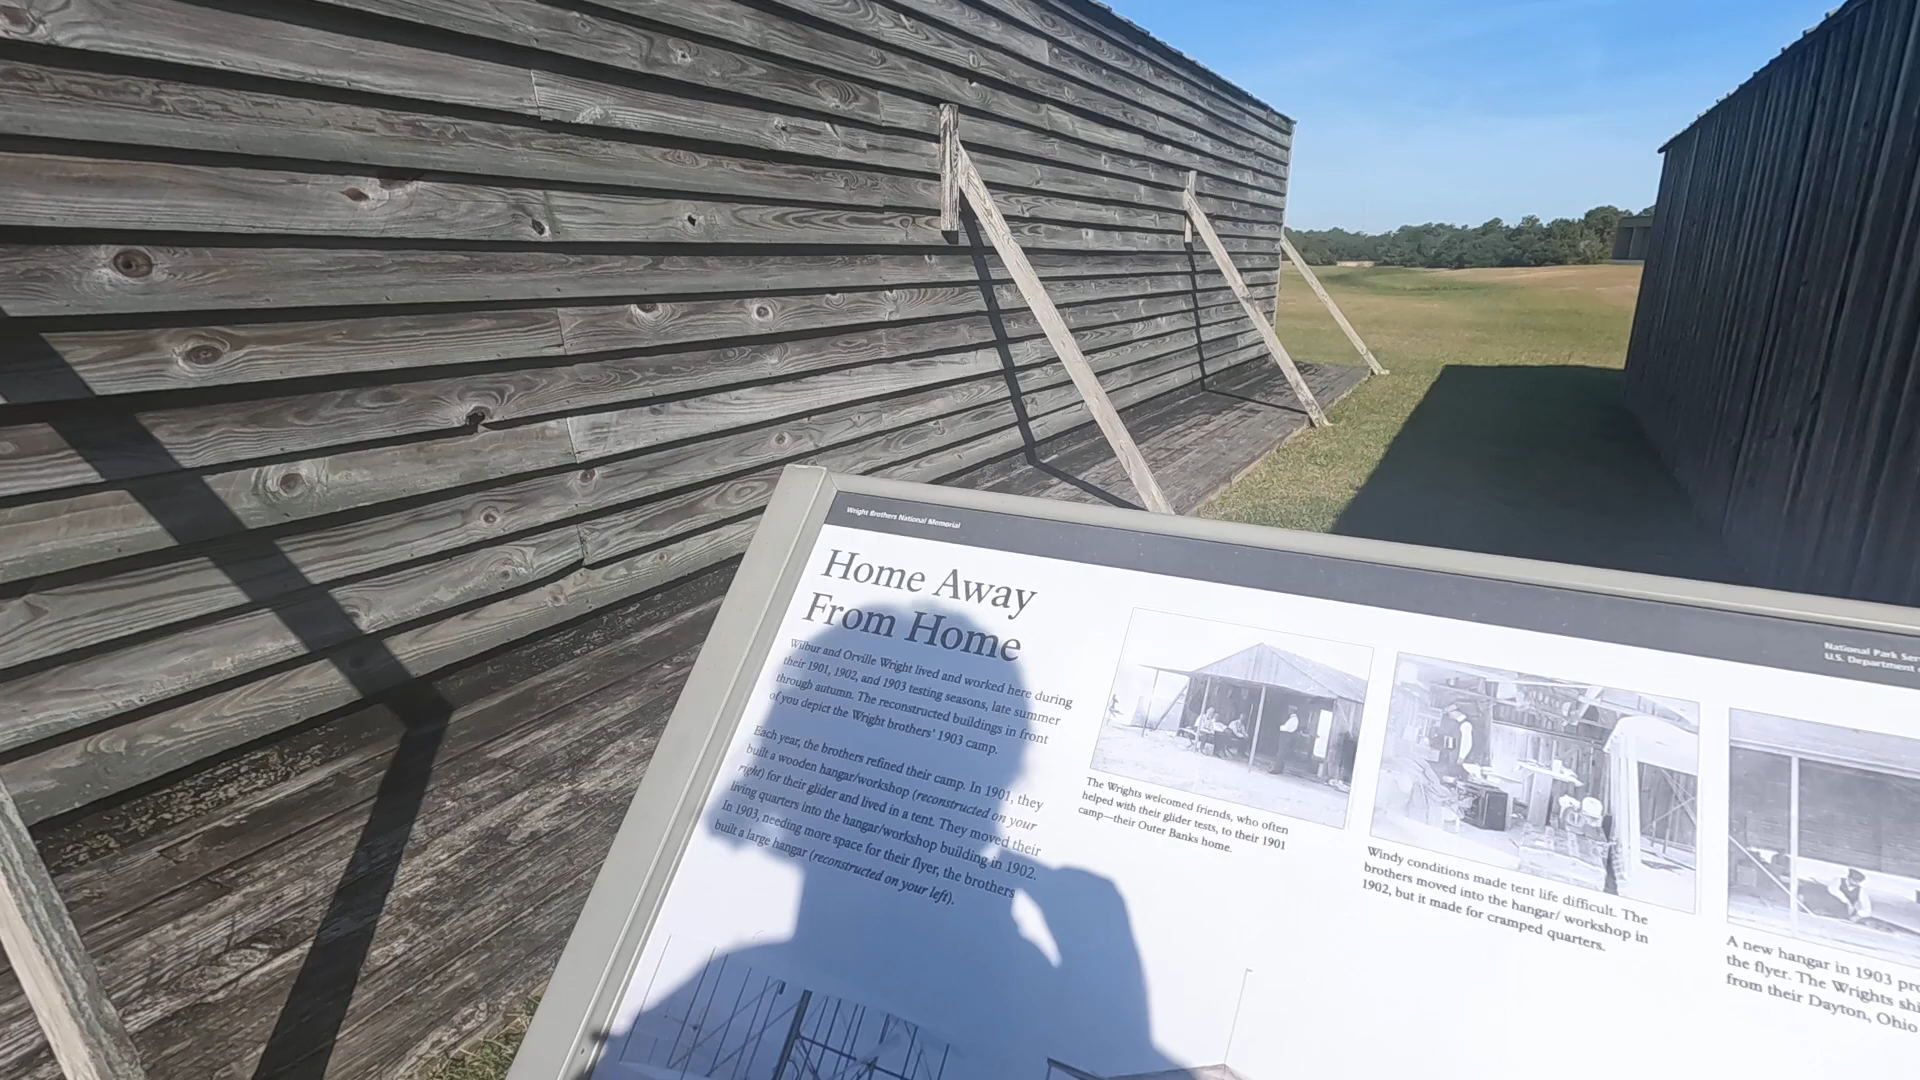 Wright Brothers National Memorial
National Park Ser
U.S. Department
Home Away
From Home
Wilbur and Orville Wright lived and worked here during
their 1901, 1902, and 1903 testing seasons, late summer
through autumn. The reconstructed buildings in front
of you depict the Wright brothers' 1903 camp.
Each year, the brothers refined their camp. In 1901, they
built a wooden hangar/workshop (reconstructed on your
right) for their glider and lived in a tent. They moved their
living quarters into the hangar/workshop building in 1902.
In 1903, needing more space for their flyer, the brothers
built a large hangar (reconstructed on your left).
The Wrights welcomed friends, who often
helped with their glider tests, to their 1901
camp—their Outer Banks home.
Windy conditions made tent life difficult. The
brothers moved into the hangar/ workshop in
1902, but it made for cramped quarters.
A new hangar in 1903 pro
the flyer. The Wrights shi
from their Dayton, Ohio